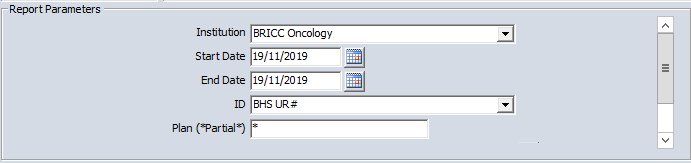 Report Parameters
Institution BRICC Oncology
Start Date 19/11/2019
End Date 19/11/2019
ID BHS UR#
Plan (*Partial*) *